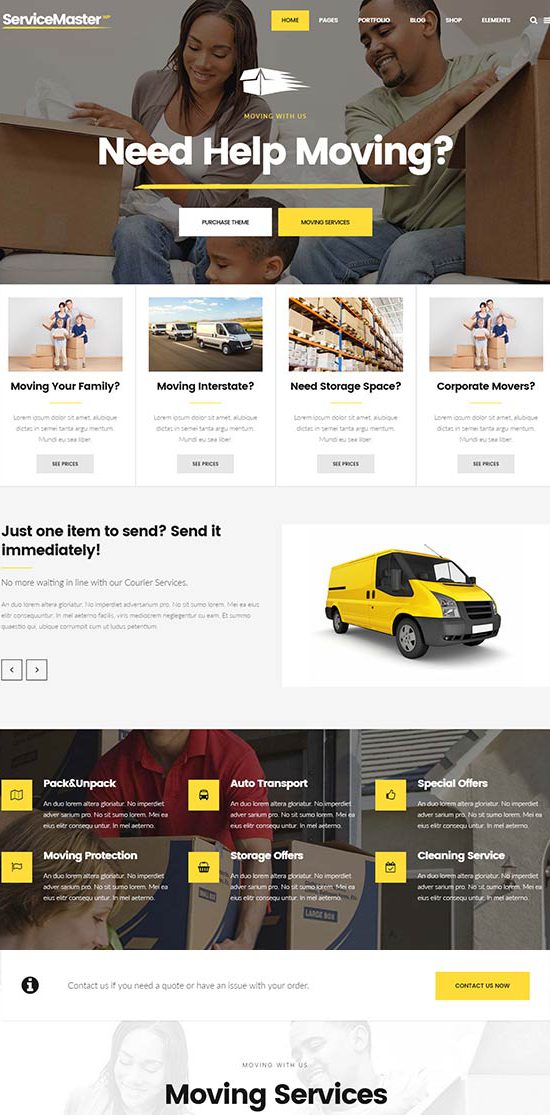 ServiceMaster WP
HOME PAGES PORTFOLIO BLOG SHOP ELEMENTS
MOVING WITH US
Need Help Moving?
PURCHASE THEME
MOVING SERVICES
Moving Your Family?
Lorem ipsum dolor sit amet, aliquam
dictas in semei tanta argu mentum.
Mundi eu sea liber.
SEE PRICES
Moving Interstate?
Lorem ipsum dolor sit amet, aliquam
dictas in semei tanta argu mentum.
Mundi eu sea liber.
SEE PRICES
Need Storage Space?
Lorem ipsum dolor sit amet, aliquam
dictas in semei tanta argu mentum.
Mundi eu sea liber.
SEE PRICES
Corporate Movers?
Lorem ipsum dolor sit amet, aliquam
dictas in semei tanta argu mentum.
Mundi eu sea liber.
SEE PRICES
Just one item to send? Send it
immediately!
No more waiting in line with our Courier Services.
An duo lorem altera gloriatur. No imperdiet adversarium pro. No sit sumo lorem. Mei ea eius
elitr consequuntur. In mel aeterno facilis, viris mediocrem neglegentur cu eam. Et sumo
quaestio qui, ubique corrumpit cum ut ludus petentium.
Pack&Unpack
An duo lorem altera gloriatur. No imperdiet
adver sarium pro. No sit sumo lorem. Mei ea
eius elitr consequ untur. In mel aeterno.
Auto Transport
An duo lorem altera gloriatur. No imperdiet
adver sarium pro. No sit sumo lorem. Mei ea
eius elitr consequ untur. In mel aeterno.
Special Offers
An duo lorem altera gloriatur. No imperdiet
adver sarium pro. No sit sumo lorem. Mei ea
eius elitr consequ untur. In mel aeterno.
Moving Protection
An duo lorem altera gloriatur. No imperdiet
adver sarium pro. No sit sumo lorem. Mei ea
eius elitr consequ untur. In mel aeterno.
Storage Offers
An duo lorem altera gloriatur. No imperdiet
adver sarium pro. No sit sumo lorem. Mei ea
eius elitr consequ untur. In mel aeterno.
Cleaning Service
An duo lorem altera gloriatur. No imperdiet
adver sarium pro. No sit sumo lorem. Mei ea
eius elitr consequ untur. In mel aeterno.
LARGE BOX
Contact us if you need a quote or have an issue with your order.
CONTACT US NOW
MOVING WITH US
Moving Services